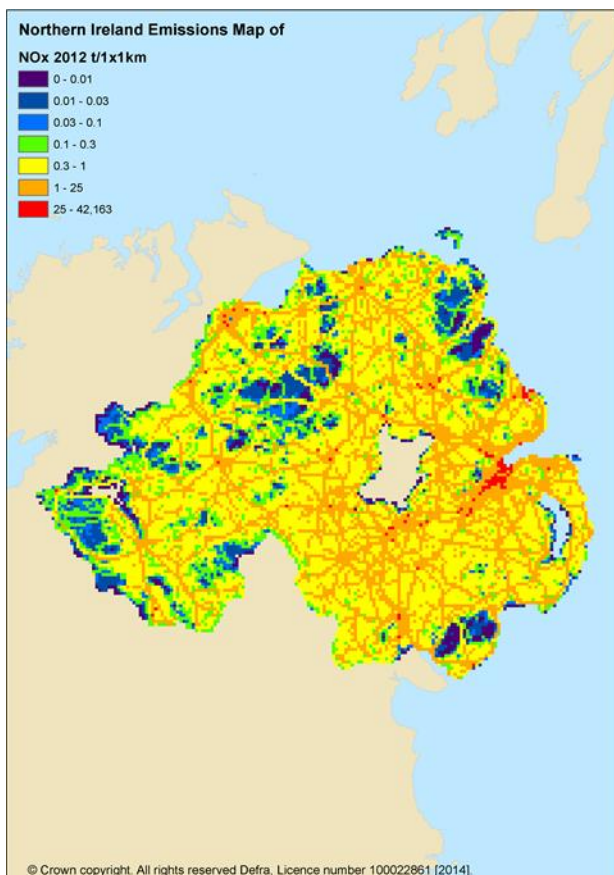 Northern Ireland Emissions Map of
NOx 2012 t/1x1km
0 - 0.01
0.01 - 0.03
0.03 - 0.1
0.1 - 0.3
0.3 - 1
1 - 25
25 - 42,163
© Crown copyright. All rights reserved Defra, Licence number 100022861 [2014].